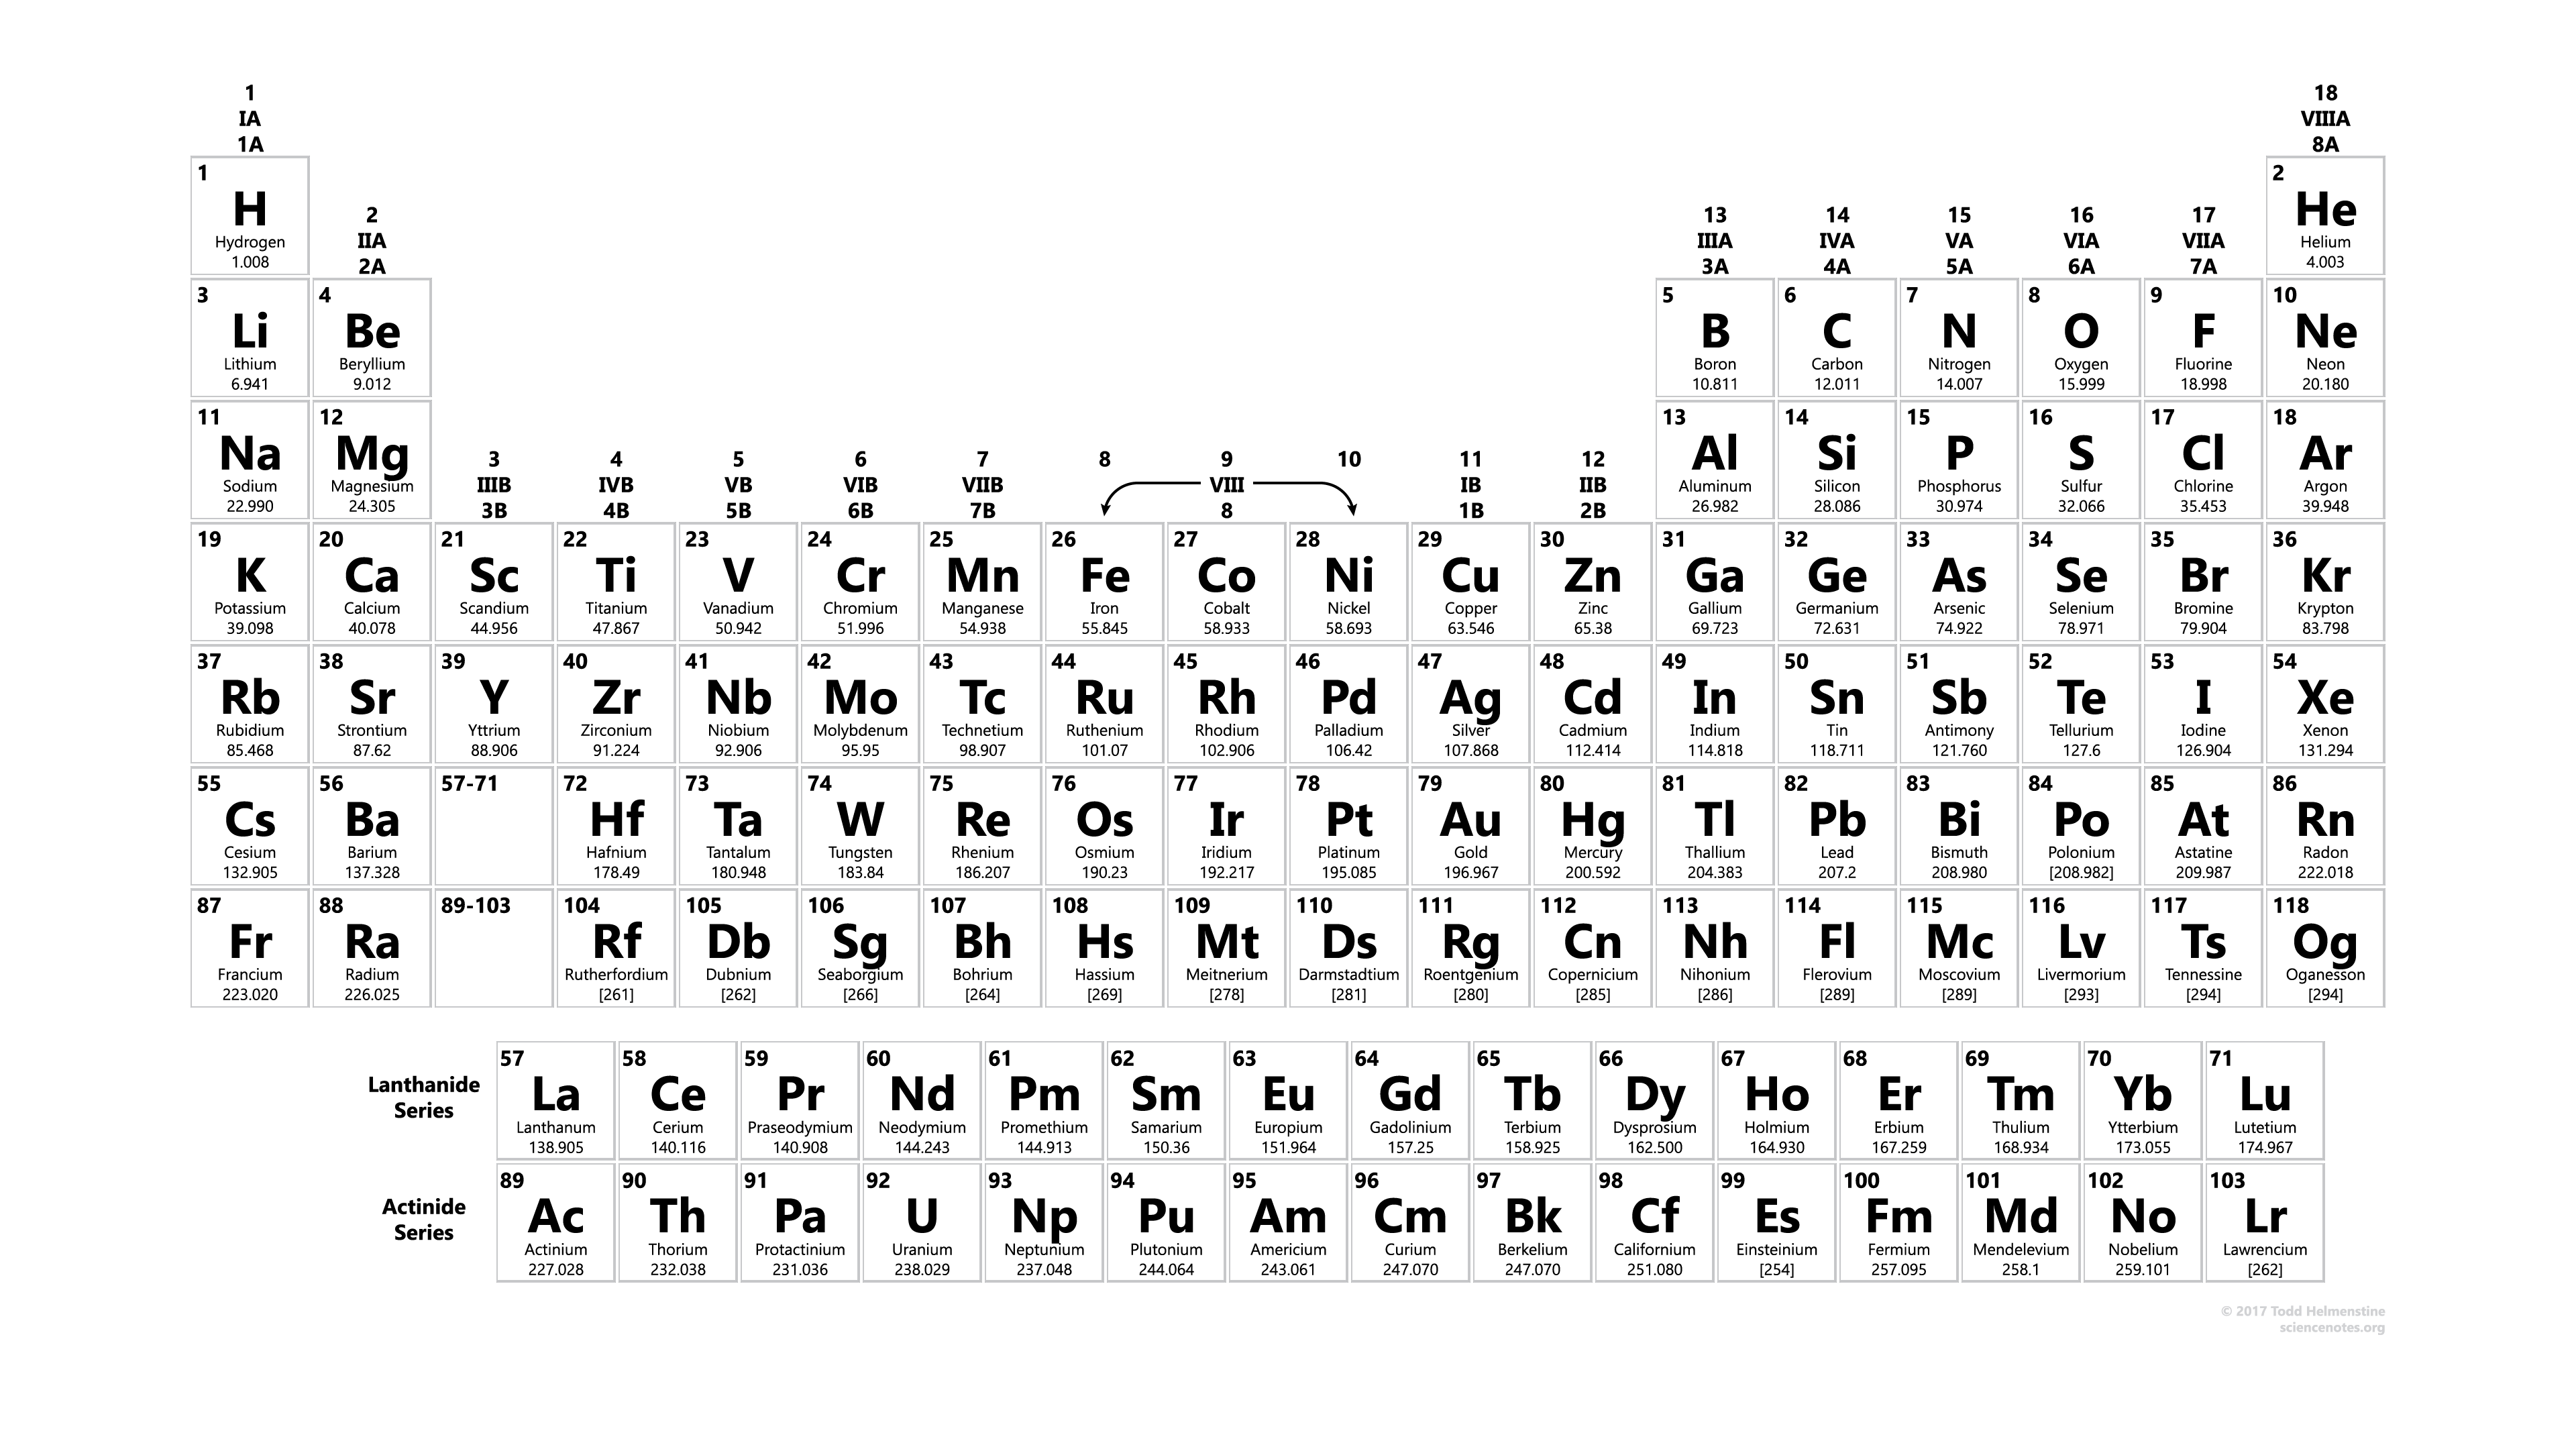 1 18
IA VIIIA
1A 8A
1 2
H He
Hydrogen Helium
1.008 4.003
2 13 14 15 16 17
IIA IIIA IVA VA VIA VIIA
2A 3A 4A 5A 6A 7A
3 4 5 6 7 8 9 10
Li Be B C N O F Ne
Lithium Beryllium Boron Carbon Nitrogen Oxygen Fluorine Neon
6.941 9.012 10.811 12.011 14.007 15.999 18.998 20.180
11 12 13 14 15 16 17 18
Na Mg Al Si P S Cl Ar
Sodium Magnesium Aluminum Silicon Phosphorus Sulfur Chlorine Argon
22.990 24.305 26.982 28.086 30.974 32.066 35.453 39.948
3 4 5 6 7 8 9 10 11 12
IIIB IVB VB VIB VIIB VIII IB IIB
3B 4B 5B 6B 7B 8 1B 2B
19 20 21 22 23 24 25 26 27 28 29 30 31 32 33 34 35 36
K Ca Sc Ti V Cr Mn Fe Co Ni Cu Zn Ga Ge As Se Br Kr
Potassium Calcium Scandium Titanium Vanadium Chromium Manganese Iron Cobalt Nickel Copper Zinc Gallium Germanium Arsenic Selenium Bromine Krypton
39.098 40.078 44.956 47.867 50.942 51.996 54.938 55.845 58.933 58.693 63.546 65.38 69.723 72.631 74.922 78.971 79.904 83.798
37 38 39 40 41 42 43 44 45 46 47 48 49 50 51 52 53 54
Rb Sr Y Zr Nb Mo Tc Ru Rh Pd Ag Cd In Sn Sb Te I Xe
Rubidium Strontium Yttrium Zirconium Niobium Molybdenum Technetium Ruthenium Rhodium Palladium Silver Cadmium Indium Tin Antimony Tellurium Iodine Xenon
85.468 87.62 88.906 91.224 92.906 95.95 98.907 101.07 102.906 106.42 107.868 112.414 114.818 118.711 121.760 127.6 126.904 131.294
55 56 57-71 72 73 74 75 76 77 78 79 80 81 82 83 84 85 86
Cs Ba Hf Ta W Re Os Ir Pt Au Hg Tl Pb Bi Po At Rn
Cesium Barium Hafnium Tantalum Tungsten Rhenium Osmium Iridium Platinum Gold Mercury Thallium Lead Bismuth Polonium Astatine Radon
132.905 137.328 178.49 180.948 183.84 186.207 190.23 192.217 195.085 196.967 200.592 204.383 207.2 208.980 [208.982] 209.987 222.018
87 88 89-103 104 105 106 107 108 109 110 111 112 113 114 115 116 117 118
Fr Ra Rf Db Sg Bh Hs Mt Ds Rg Cn Nh Fl Mc Lv Ts Og
Francium Radium Rutherfordium Dubnium Seaborgium Bohrium Hassium Meitnerium Darmstadtium Roentgenium Copernicium Nihonium Flerovium Moscovium Livermorium Tennessine Oganesson
223.020 226.025 [261] [262] [266] [264] [269] [278] [281] [280] [285] [286] [289] [289] [293] [294] [294]
Lanthanide
Series
57 58 59 60 61 62 63 64 65 66 67 68 69 70 71
La Ce Pr Nd Pm Sm Eu Gd Tb Dy Ho Er Tm Yb Lu
Lanthanum Cerium Praseodymium Neodymium Promethium Samarium Europium Gadolinium Terbium Dysprosium Holmium Erbium Thulium Ytterbium Lutetium
138.905 140.116 140.908 144.243 144.913 150.36 151.964 157.25 158.925 162.500 164.930 167.259 168.934 173.055 174.967
Actinide
Series
89 90 91 92 93 94 95 96 97 98 99 100 101 102 103
Ac Th Pa U Np Pu Am Cm Bk Cf Es Fm Md No Lr
Actinium Thorium Protactinium Uranium Neptunium Plutonium Americium Curium Berkelium Californium Einsteinium Fermium Mendelevium Nobelium Lawrencium
227.028 232.038 231.036 238.029 237.048 244.064 243.061 247.070 247.070 251.080 [254] 257.095 258.1 259.101 [262]
© 2017 Todd Helmenstine
sciencenotes.org